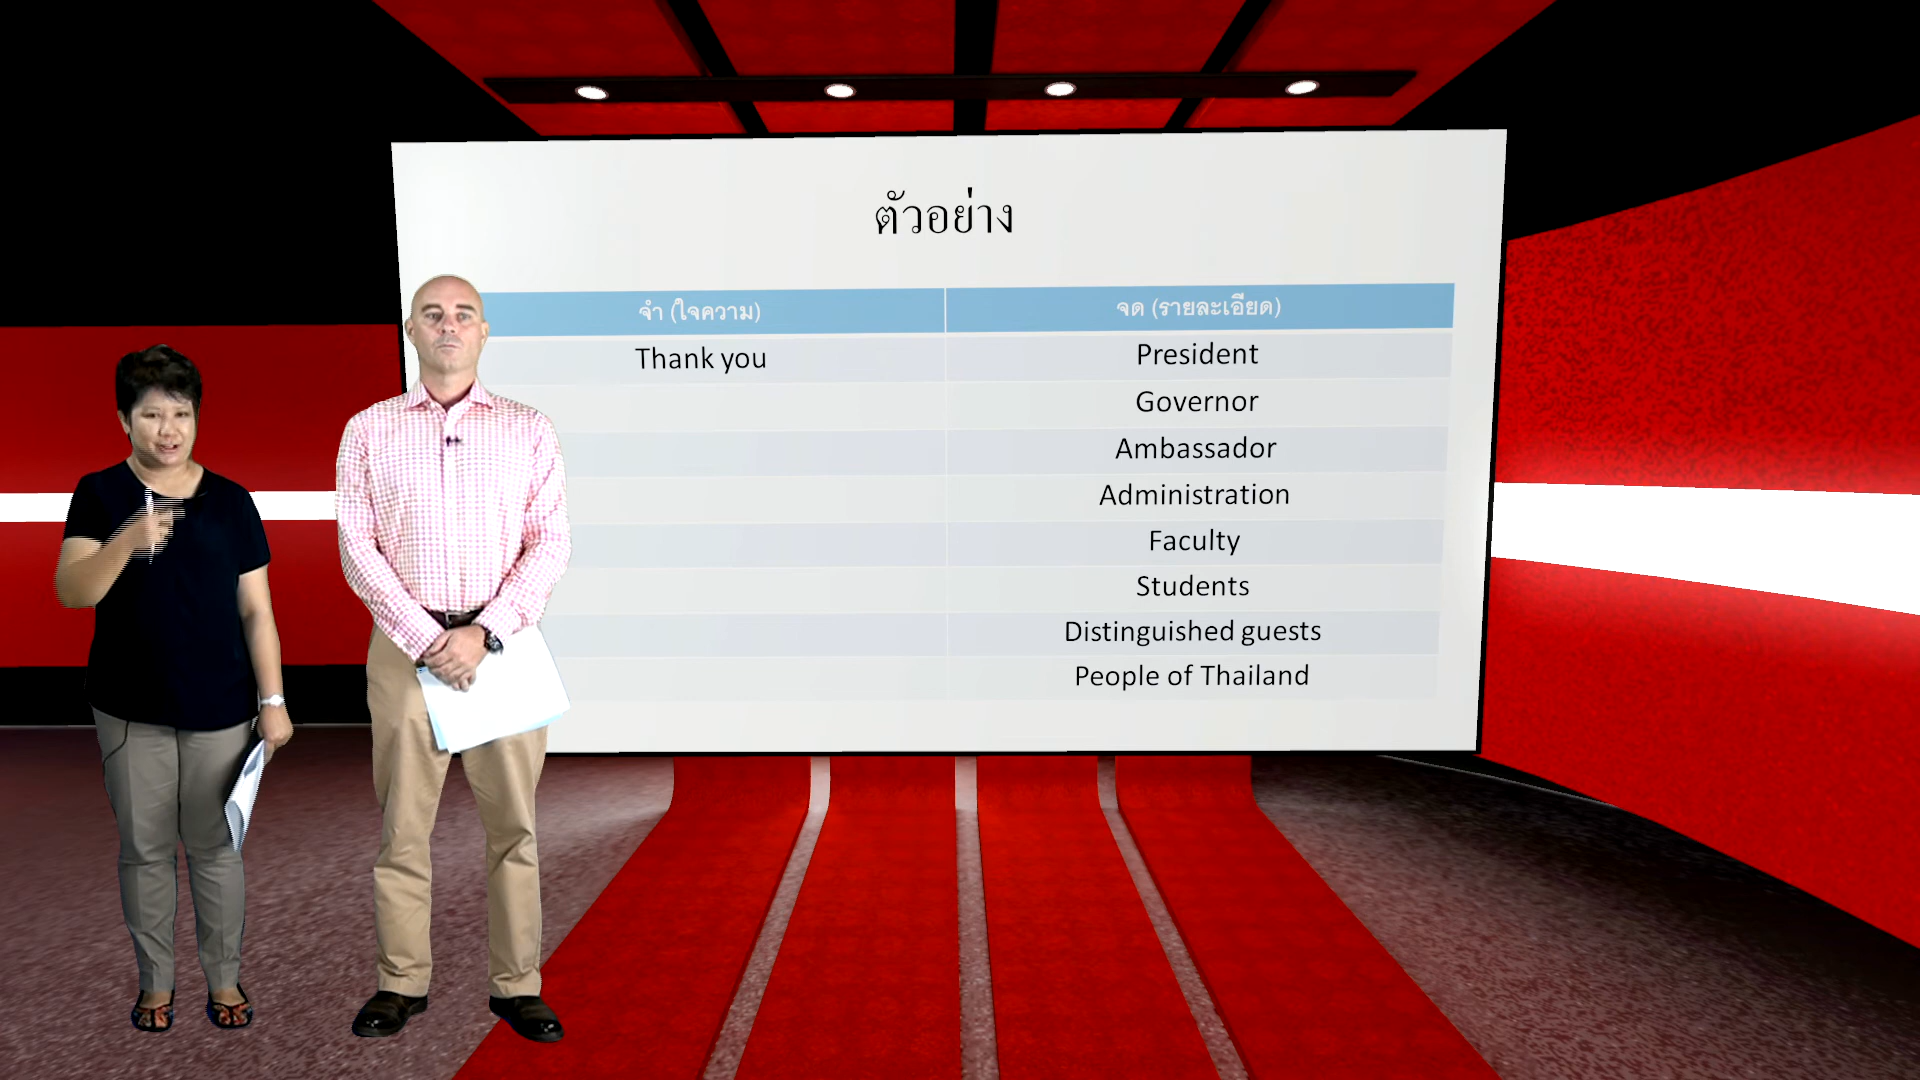 ตัวอย่าง
จำ (ใจความ)
จด (รายละเอียด)
Thank you
President
Governor
Ambassador
Administration
Faculty
Students
Distinguished guests
People of Thailand